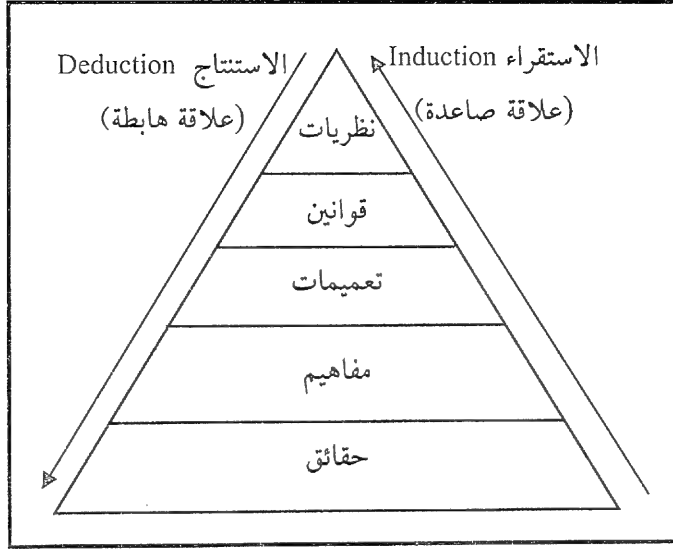 الاستقراء Induction
(علاقة صاعدة)
الاستنتاج Deduction
(علاقة هابطة)
نظريات
قوانين
تعميمات
مفاهيم
حقائق